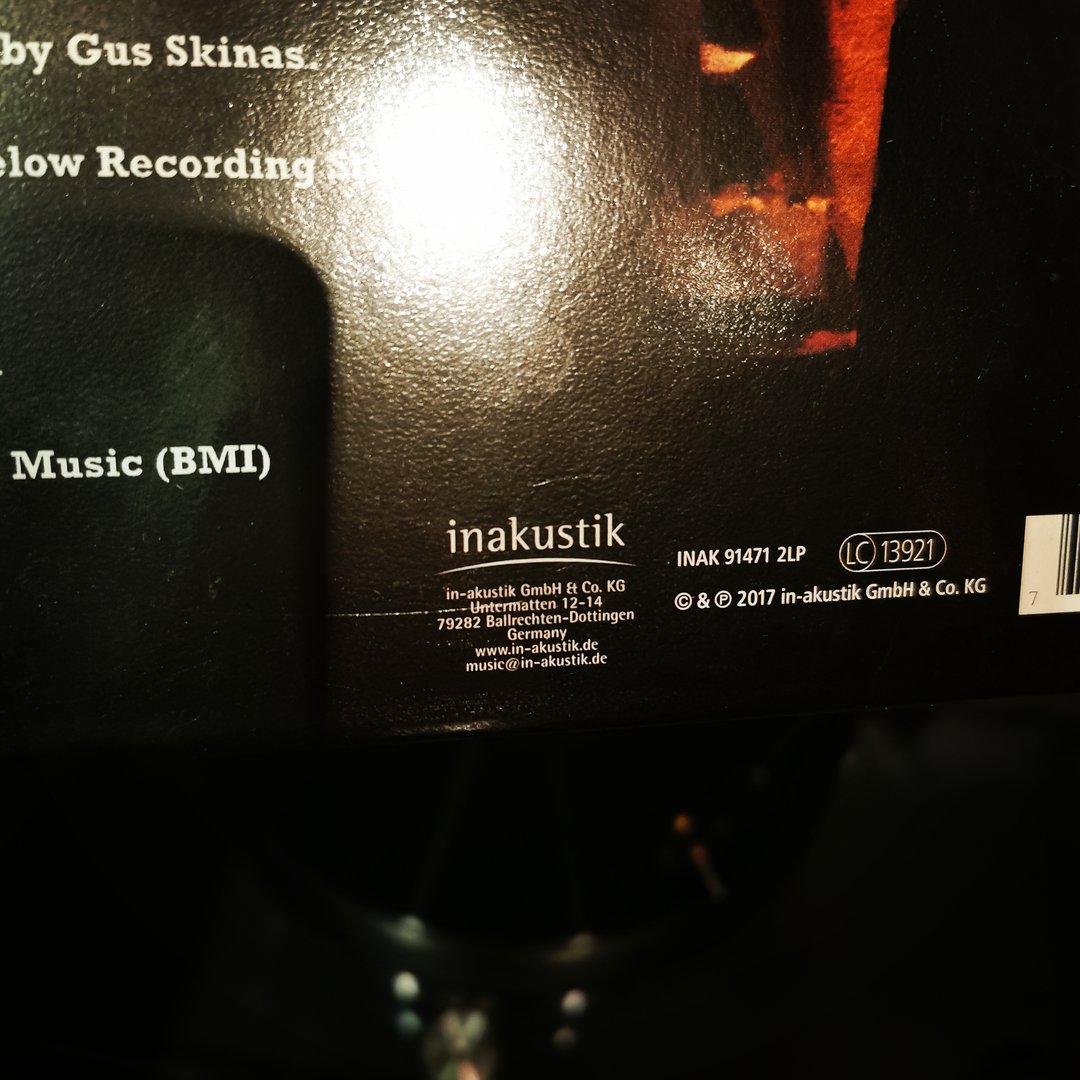 by Gus Skinas.
elow Recording
Music (BMI)
inakustik
in-akustik GmbH & Co. KG
Untermatten 12-14
79282 Ballrechten-Dottingen
Germany
www.in-akustik.de
music@in-akustik.de
INAK 91471 2LP
LC 13921
© & ℗ 2017 in-akustik GmbH & Co. KG
7